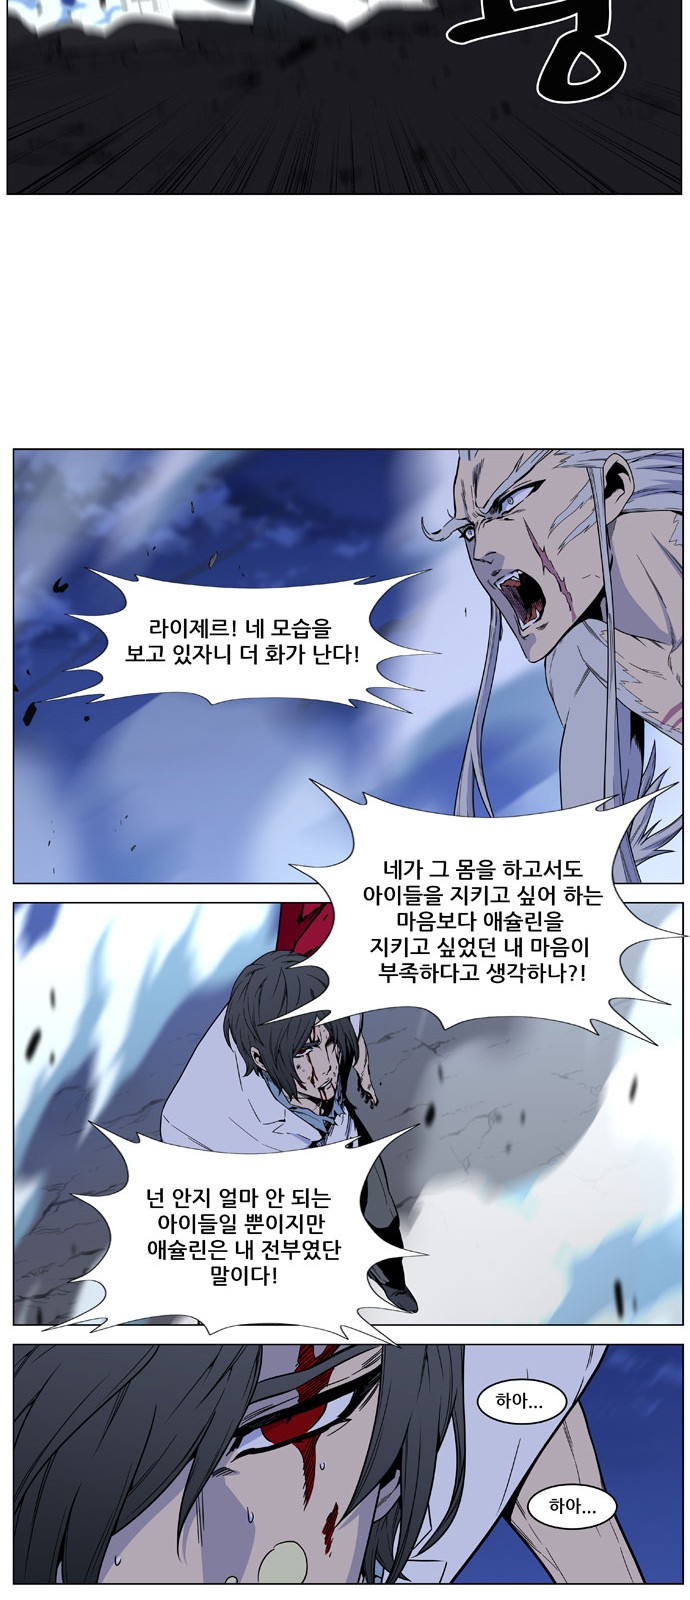 라이제르! 네 모습을
보고 있자니 더 화가 난다!
네가 그 몸을 하고서도
아이들을 지키고 싶어 하는
마음보다 애슐린을
지키고 싶었던 내 마음이
부족하다고 생각하나?!
넌 안지 얼마 안 되는
아이들일 뿐이지만
애슐린은 내 전부였단
말이다!
하아...
하아...